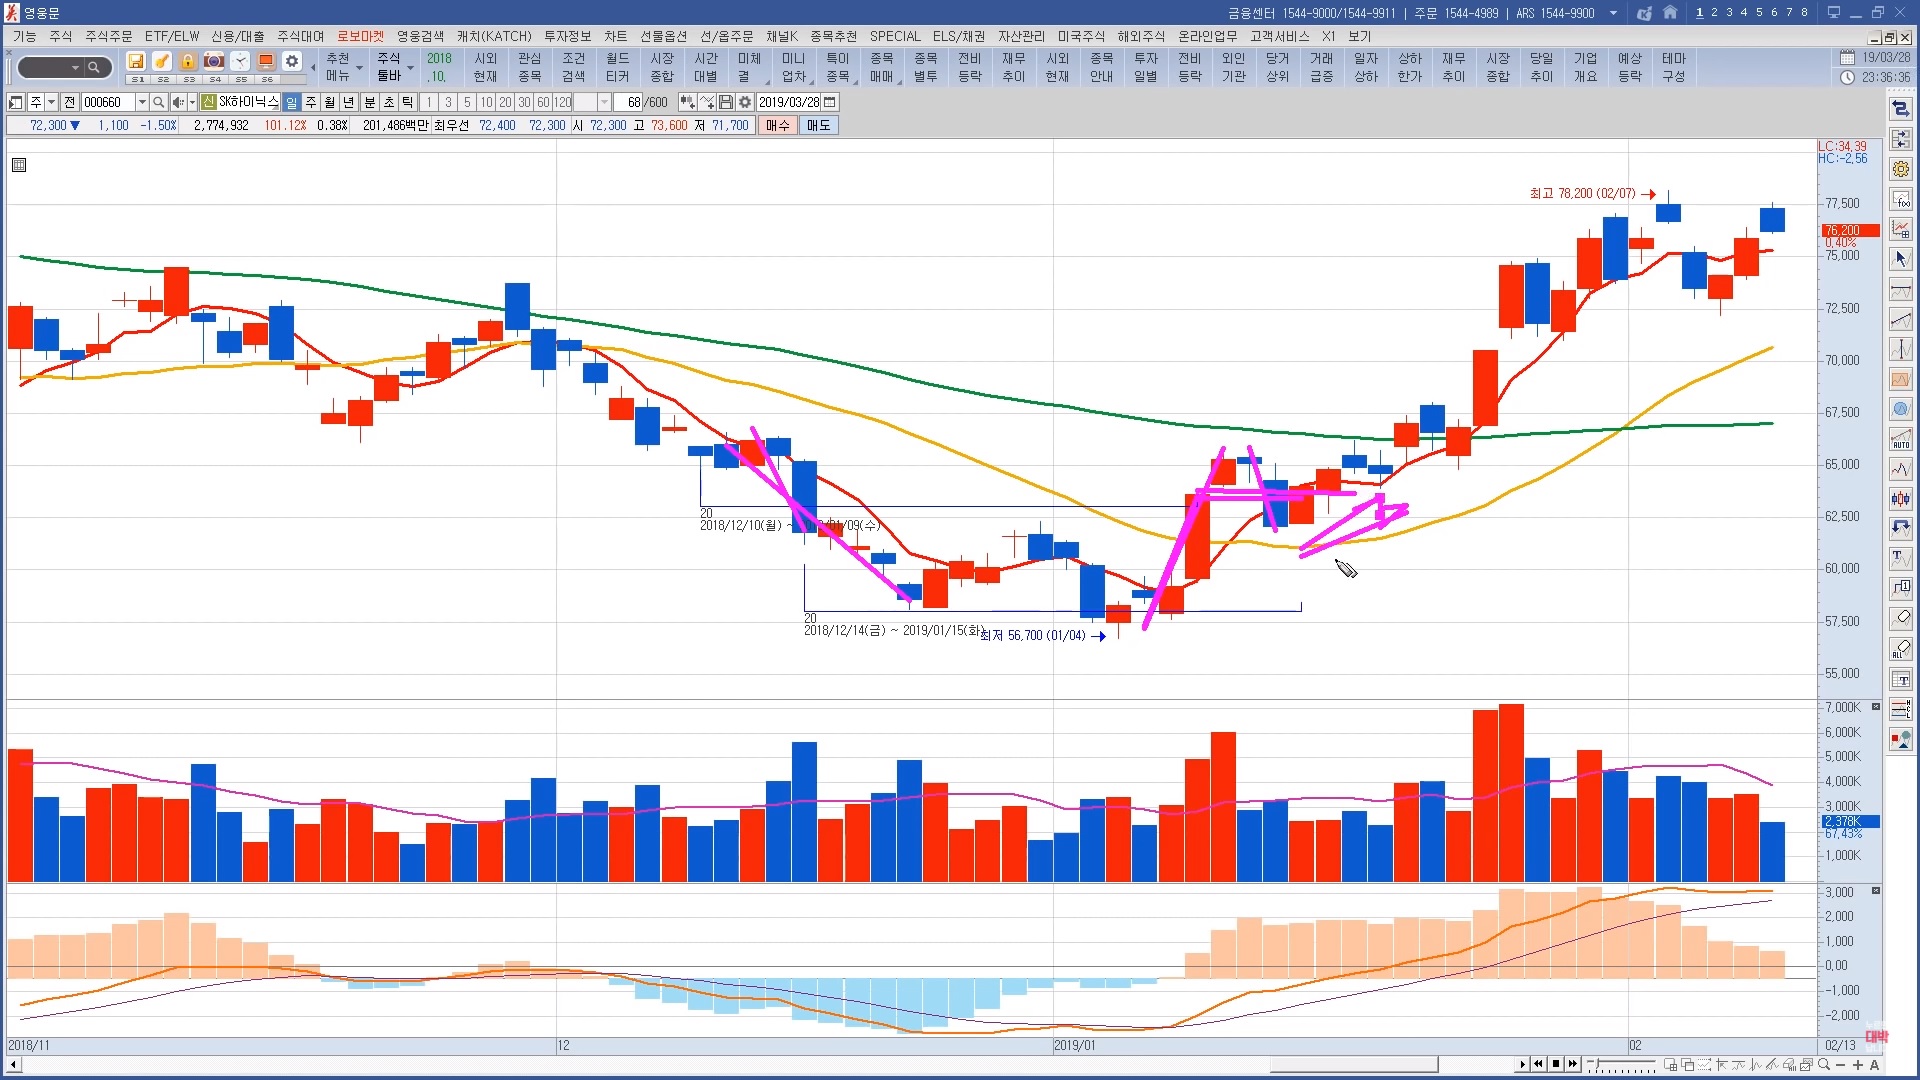 영웅문
금융센터 1544-9000/1544-9911 | 주문 1544-4989 | ARS 1544-9900
1 2 3 4 5 6 7 8
기능 주식 주식주문 ETF/ELW 신용/대출 주식대여 로보마켓 영웅검색 캐치(KATCH) 투자정보 차트 선물옵션 선/옵주문 채널K 종목추천 SPECIAL ELS/채권 자산관리 미국주식 해외주식 온라인업무 고객서비스 X1 보기
S1 S2 S3 S4 S5 S6
추천 메뉴
주식 툴바
2018 .10.
시외 현재
관심 종목
조건 검색
월드 티커
시장 종합
시간 대별
미체 결
미니 업차
특이 종목
종목 매매
종목 별투
전비 등락
재무 추이
시외 현재
종목 안내
투자 일별
전비 등락
외인 기관
당거 상위
거래 급증
일자 상하
상하 한가
재무 추이
시장 종합
당일 추이
기업 개요
예상 등락
테마 구성
19/03/28
23:36:36
주 전 000660 신 SK하이닉스 일 주 월 년 분 초 틱 1 3 5 10 20 30 60 120 68 /600 2019/03/28
72,300 ▼ 1,100 -1.50% 2,774,932 101.12% 0.38% 201,486백만 최우선 72,400 72,300 시 72,300 고 73,600 저 71,700 매수 매도
LC:34,39
HC:-2,56
최고 78,200 (02/07) →
77,500
76,200
0,40%
75,000
72,500
70,000
67,500
65,000
62,500
60,000
57,500
55,000
20
2018/12/10(월) ~ 2019/01/09(수)
20
2018/12/14(금) ~ 2019/01/15(화)
최저 56,700 (01/04) →
7,000K
6,000K
5,000K
4,000K
3,000K
2,378K
67,43%
1,000K
3,000
2,000
1,000
0,00
-1,000
-2,000
대박
2018/11 12 2019/01 02 02/13
AUTO
ALL
A